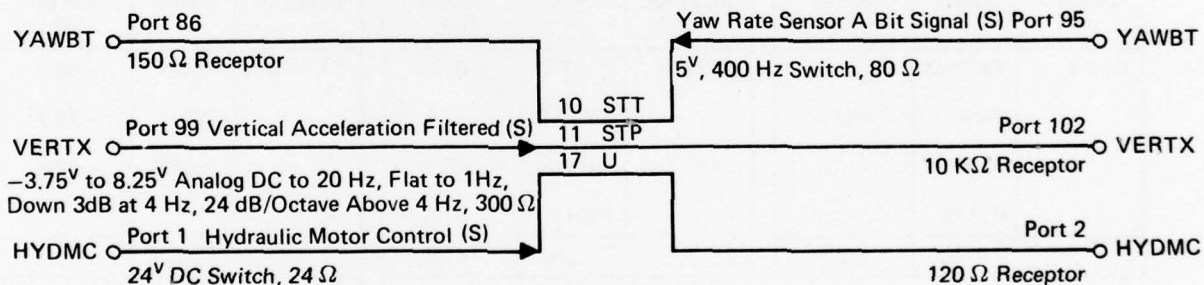 Port 86
Yaw Rate Sensor A Bit Signal (S) Port 95
YAWBT
YAWBT
150 Ω Receptor
5V, 400 Hz Switch, 80 Ω
10 STT
Port 99 Vertical Acceleration Filtered (S)
11 STP
Port 102
VERTX
VERTX
17 U
10 KΩ Receptor
−3.75V to 8.25V Analog DC to 20 Hz, Flat to 1Hz,
Down 3dB at 4 Hz, 24 dB/Octave Above 4 Hz, 300 Ω
Port 1 Hydraulic Motor Control (S)
Port 2
HYDMC
HYDMC
24V DC Switch, 24 Ω
120 Ω Receptor